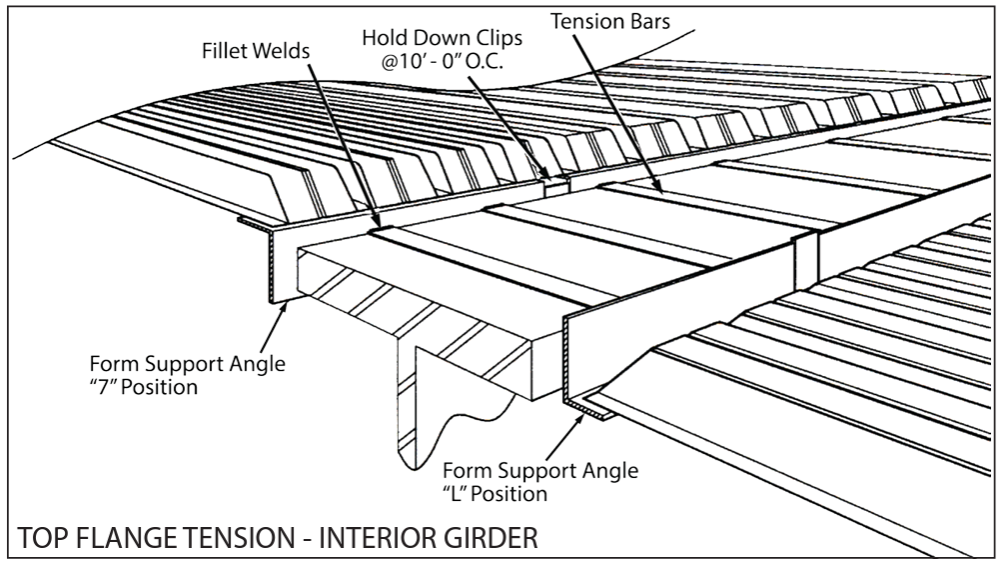 Tension Bars
Fillet Welds
Hold Down Clips
@10' - 0" O.C.
Form Support Angle
"7" Position
Form Support Angle
"L" Position
TOP FLANGE TENSION - INTERIOR GIRDER